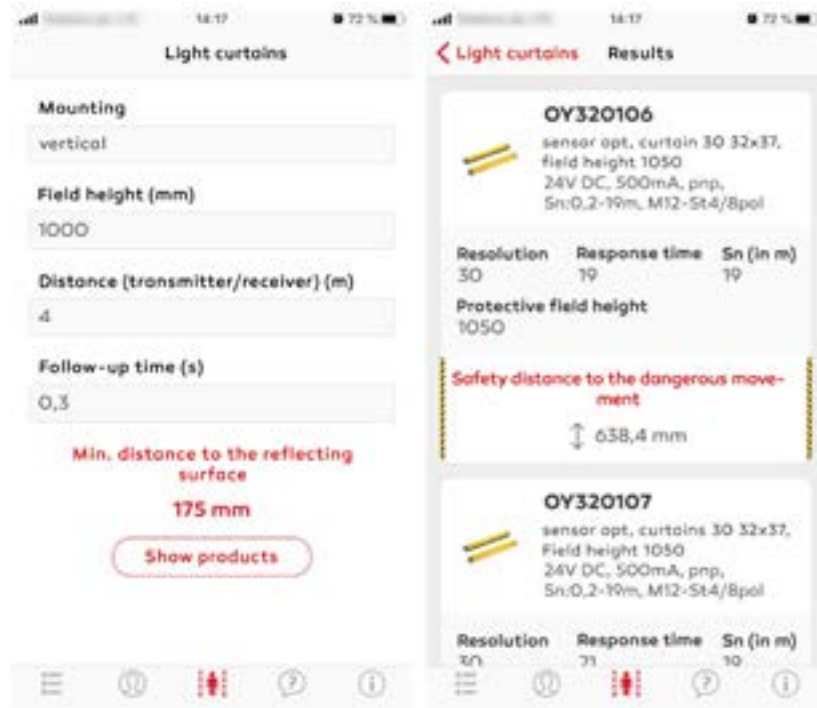 14:17
72 %
Light curtains
Mounting
vertical
Field height (mm)
1000
Distance (transmitter/receiver) (m)
4
Follow-up time (s)
0,3
Min. distance to the reflecting
surface
175 mm
Show products
14:17
72 %
Light curtains
Results
OY320106
sensor opt, curtain 30 32x37,
field height 1050
24V DC, 500mA, pnp,
Sn:0,2-19m, M12-St4/8pol
Resolution Response time Sn (in m)
30 19 19
Protective field height
1050
Safety distance to the dangerous move-
ment
638,4 mm
OY320107
sensor opt, curtains 30 32x37,
Field height 1050
24V DC, 500mA, pnp,
Sn:0,2-19m, M12-St4/8pol
Resolution Response time Sn (in m)
30 21 19